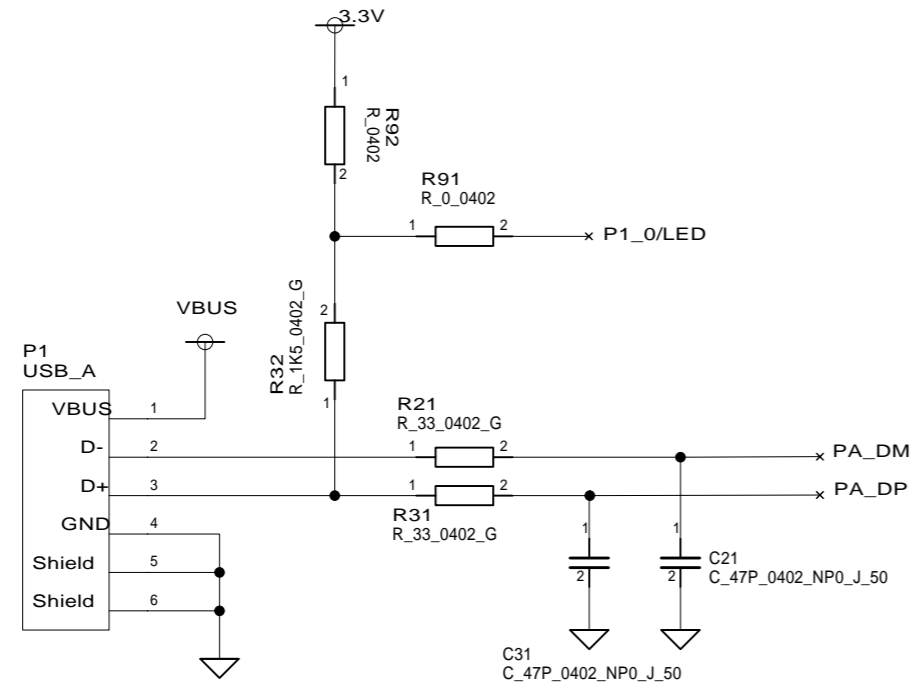 3.3V
1
R92
R_0402
2
R91
R_0_0402
1
2
P1_0/LED
VBUS
2
R32
R_1K5_0402_G
1
P1
USB_A
VBUS
1
D-
2
D+
3
GND
4
Shield
5
Shield
6
R21
R_33_0402_G
1
2
PA_DM
1
2
PA_DP
R31
R_33_0402_G
1
2
1
2
C21
C_47P_0402_NP0_J_50
C31
C_47P_0402_NP0_J_50